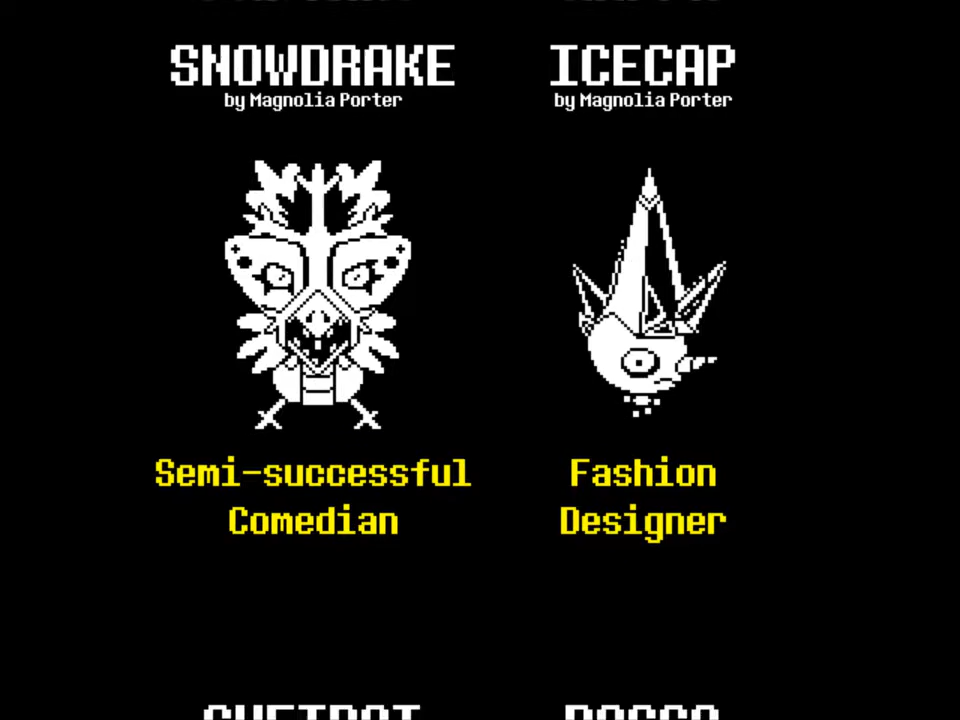 SNOWDRAKE
by Magnolia Porter
ICECAP
by Magnolia Porter
Semi-successful
Comedian
Fashion
Designer